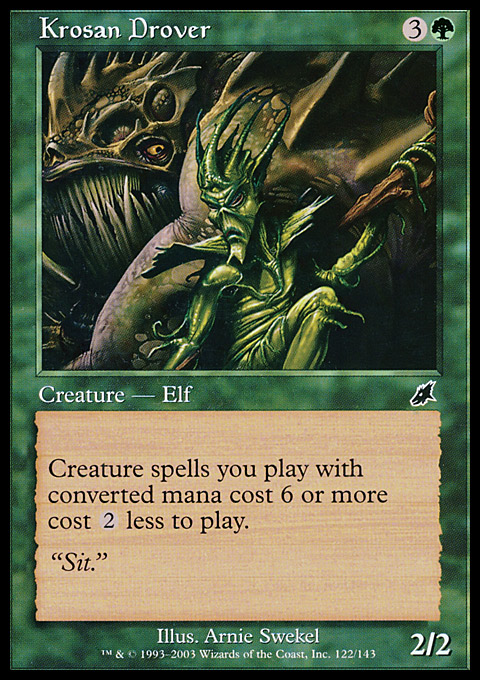 Krosan Drover 3
Creature — Elf
Creature spells you play with
converted mana cost 6 or more
cost 2 less to play.
“Sit.”
Illus. Arnie Swekel
™ & © 1993-2003 Wizards of the Coast, Inc. 122/143
2/2